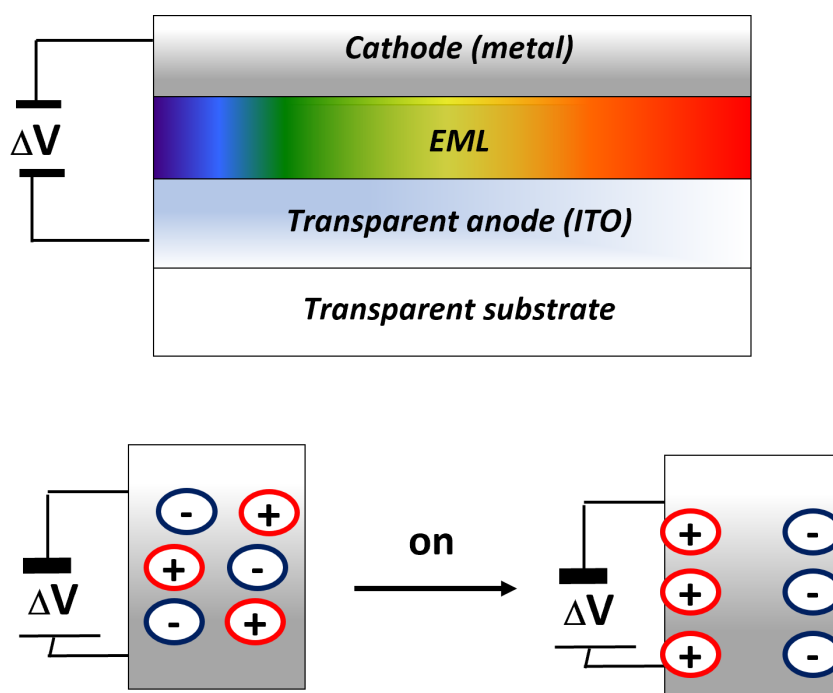 Cathode (metal)
ΔV
EML
Transparent anode (ITO)
Transparent substrate
- +
+ -
- +
ΔV
on
+ -
+ -
+ -
ΔV